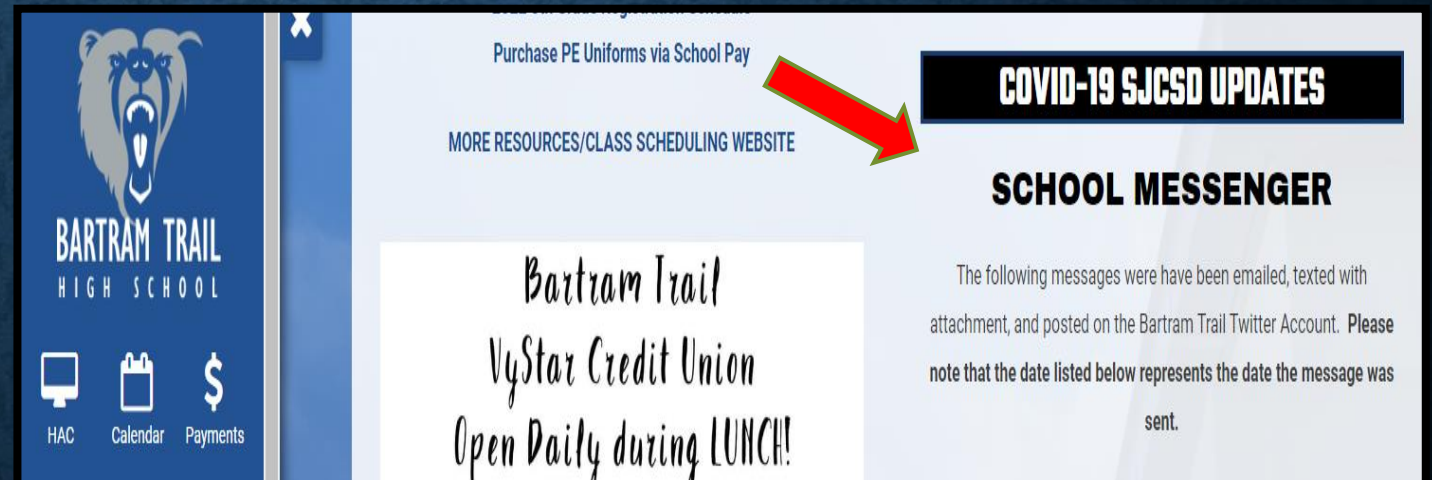 BARTRAM TRAIL
HIGH SCHOOL
HAC Calendar Payments
Purchase PE Uniforms via School Pay
MORE RESOURCES/CLASS SCHEDULING WEBSITE
Bartram Trail
VyStar Credit Union
Open Daily during LUNCH!
COVID-19 SJCSD UPDATES
SCHOOL MESSENGER
The following messages were have been emailed, texted with
attachment, and posted on the Bartram Trail Twitter Account. Please
note that the date listed below represents the date the message was
sent.